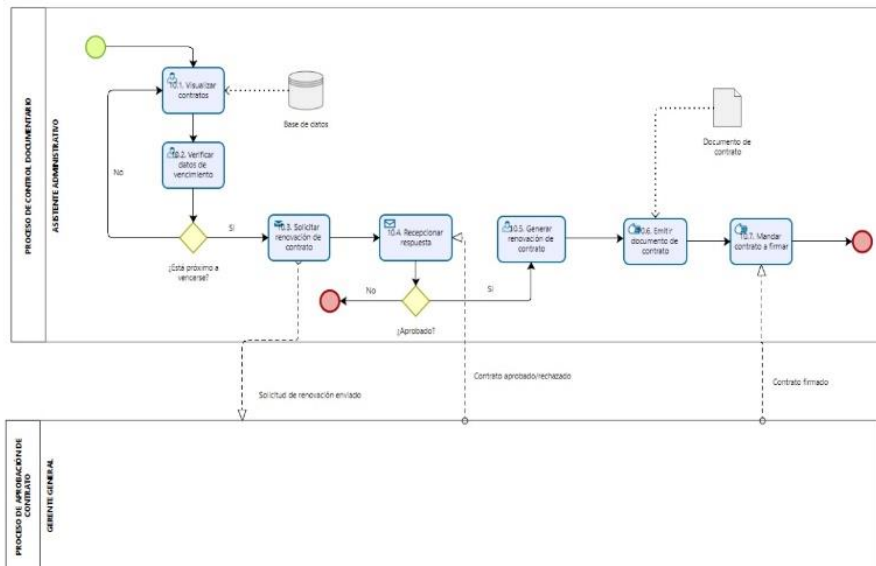 PROCESO DE CONTROL DOCUMENTARIO
ASISTENTE ADMINISTRATIVO
10.1. Visualizar
contratos
Base de datos
Documento de
contrato
10.2. Verificar
datos de
vencimiento
No
Si
10.3. Solicitar
renovación de
contrato
10.4. Recepcionar
respuesta
10.5. Generar
renovación de
contrato
10.6. Emitir
documento de
contrato
10.7. Mandar
contrato a firmar
¿Está próximo a
vencerse?
No
Si
¿Aprobado?
Solicitud de renovación enviado
Contrato aprobado/rechazado
Contrato firmado
PROCESO DE APROBACIÓN DE
CONTRATO
GERENTE GENERAL